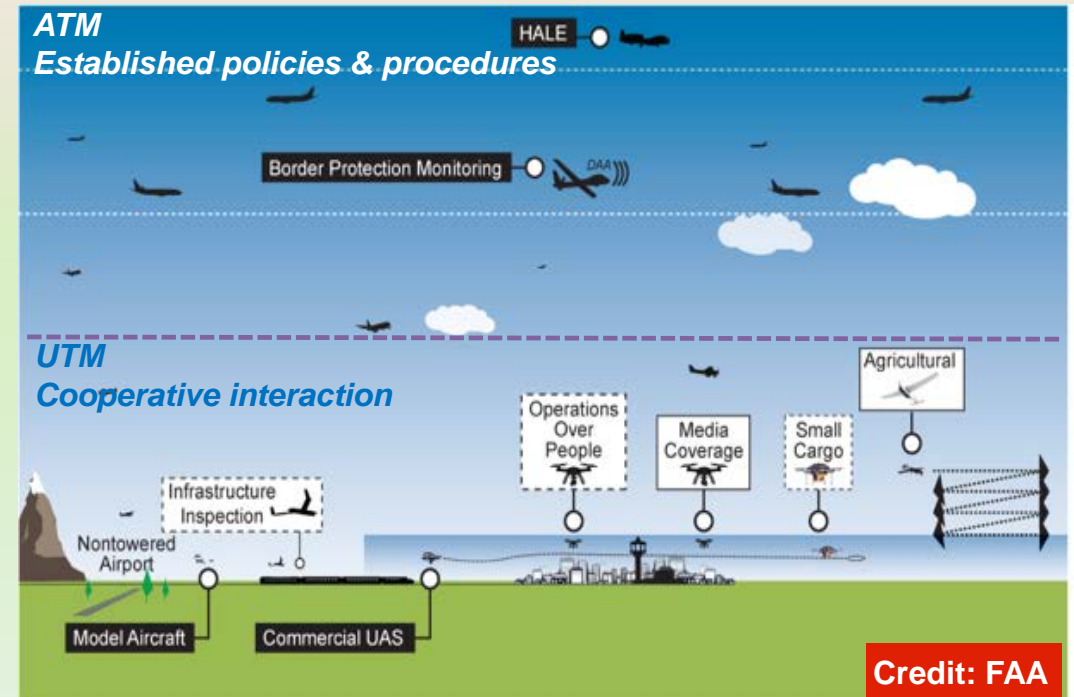 ATM
Established policies & procedures
HALE
Border Protection Monitoring
DAA
UTM
Cooperative interaction
Agricultural
Operations
Over
People
Media
Coverage
Small
Cargo
Infrastructure
Inspection
Nontowered
Airport
Model Aircraft
Commercial UAS
Credit: FAA